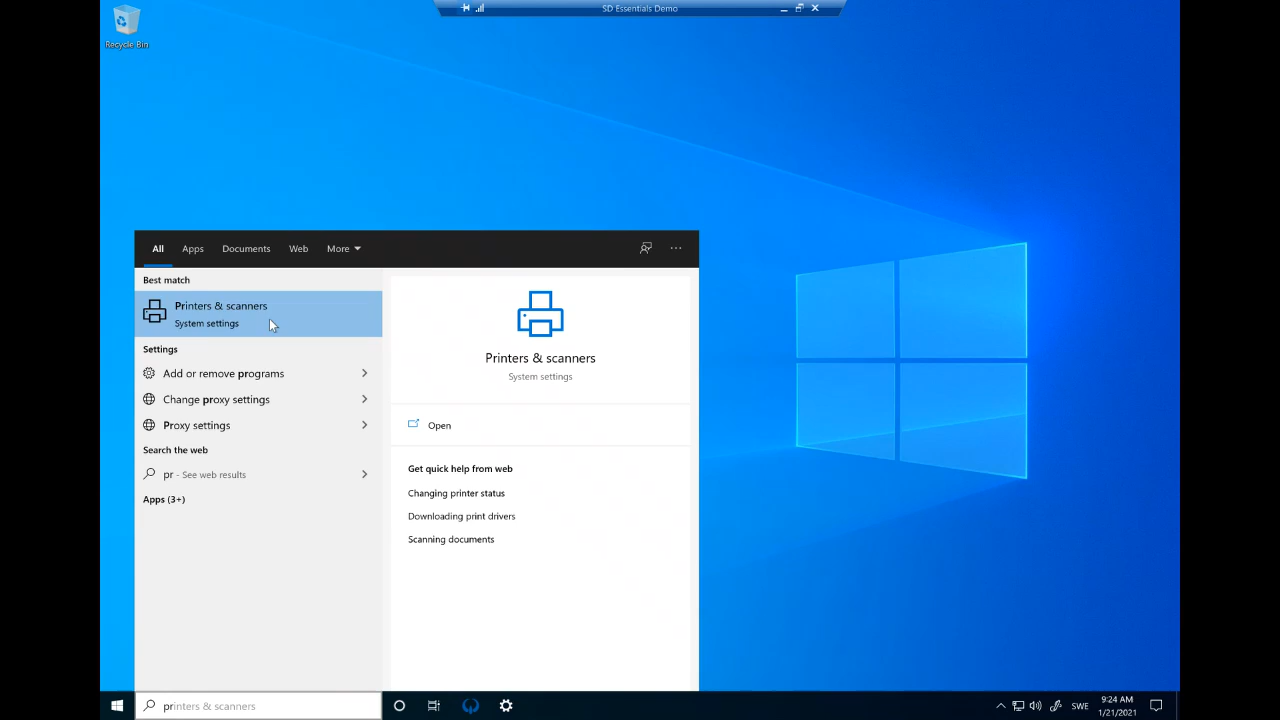 SD Essentials Demo
Recycle Bin
All Apps Documents Web More
Best match
Printers & scanners
System settings
Settings
Add or remove programs
Change proxy settings
Proxy settings
Search the web
pr - See web results
Apps (3+)
Printers & scanners
System settings
Open
Get quick help from web
Changing printer status
Downloading print drivers
Scanning documents
printers & scanners
SWE
9:24 AM
1/21/2021